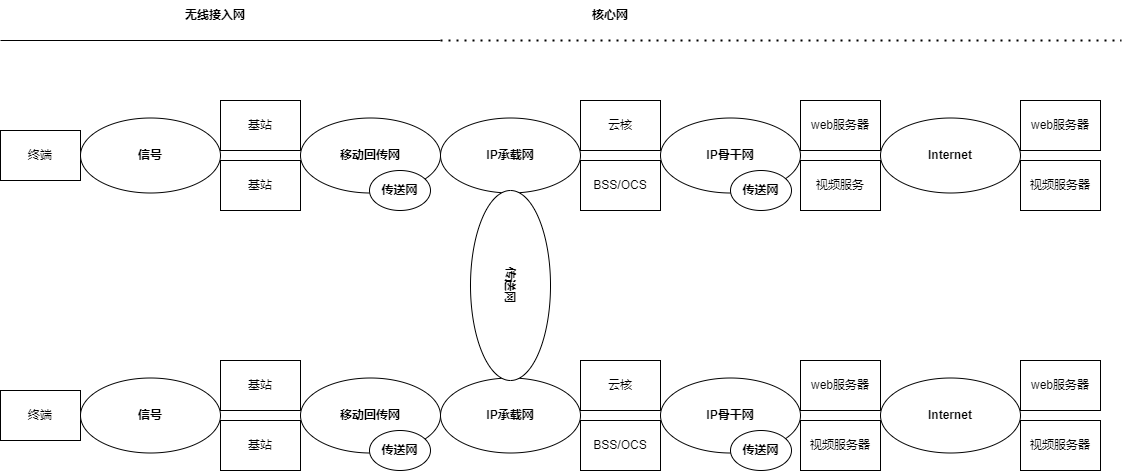 无线接入网
核心网
基站
云核
web服务器
web服务器
终端
信号
移动回传网
IP承载网
IP骨干网
Internet
基站
传送网
BSS/OCS
传送网
视频服务
视频服务器
传送网
基站
云核
web服务器
web服务器
终端
信号
移动回传网
IP承载网
IP骨干网
Internet
基站
传送网
BSS/OCS
传送网
视频服务器
视频服务器